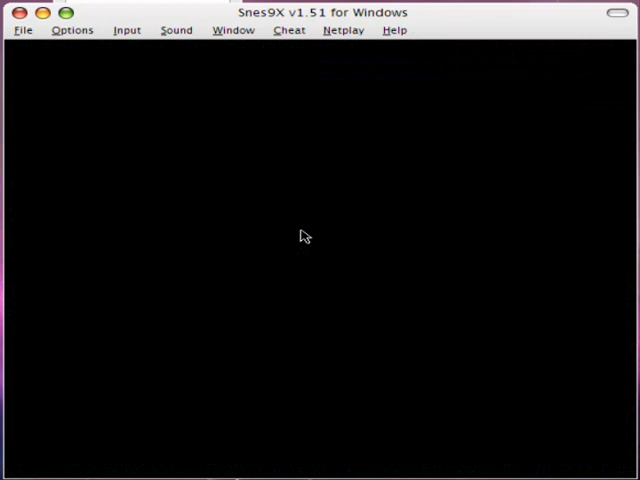 Snes9X v1.51 for Windows
File Options Input Sound Window Cheat Netplay Help